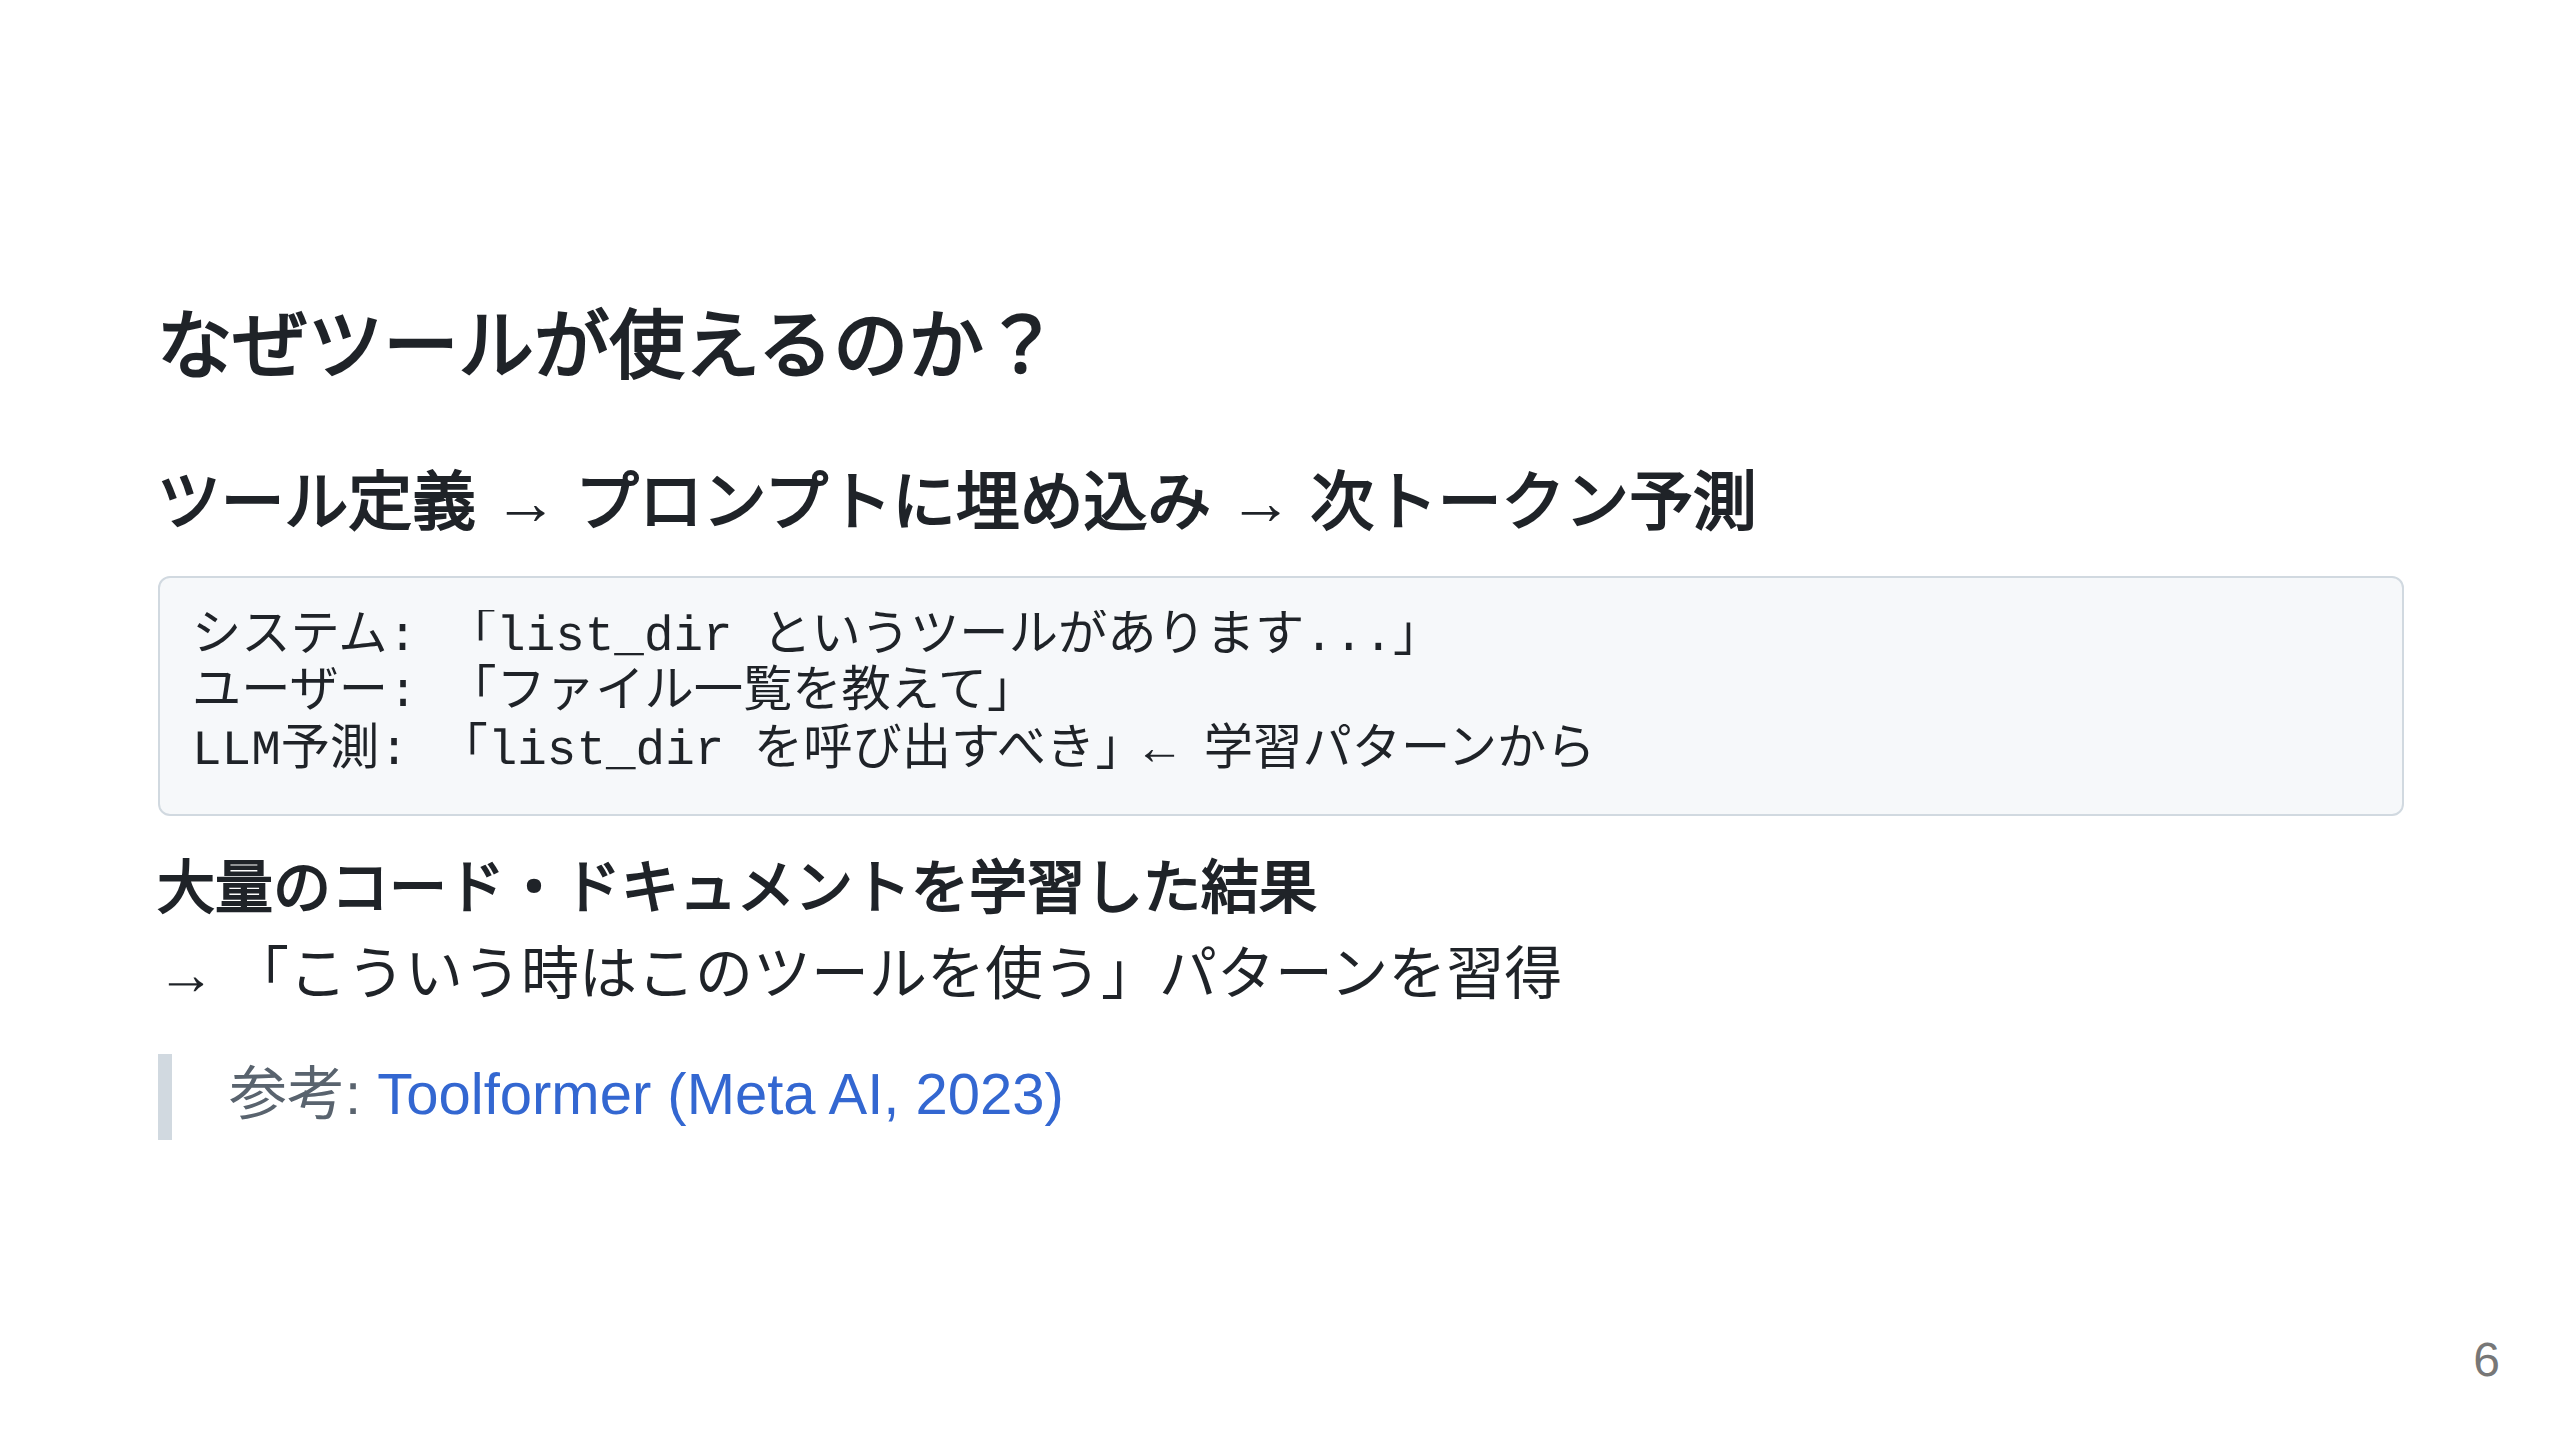 なぜツールが使えるのか？
ツール定義 → プロンプトに埋め込み → 次トークン予測
システム: 「list_dir というツールがあります...」
ユーザー: 「ファイル一覧を教えて」
LLM予測: 「list_dir を呼び出すべき」← 学習パターンから
大量のコード・ドキュメントを学習した結果
→ 「こういう時はこのツールを使う」パターンを習得
参考: Toolformer (Meta AI, 2023)
6